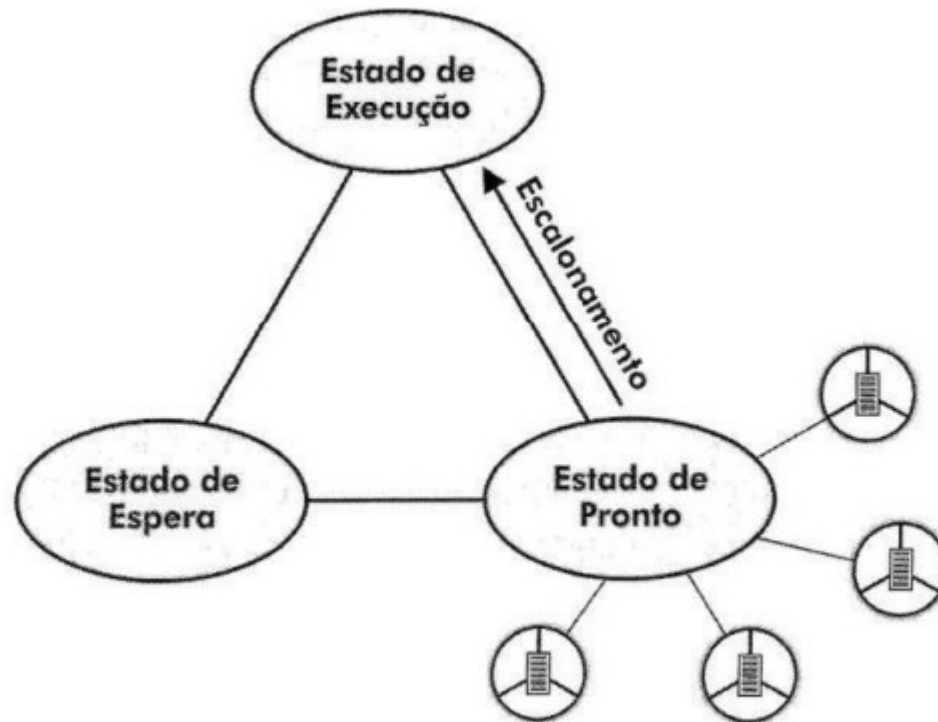 Estado de
Execução
Escalonamento
Estado de
Espera
Estado de
Pronto